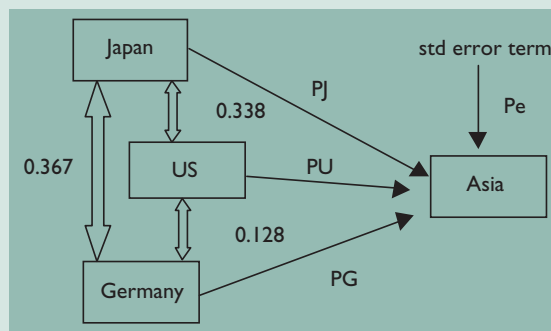 Japan
std error term
PJ
0.338
Pe
0.367
US
PU
Asia
0.128
Germany
PG